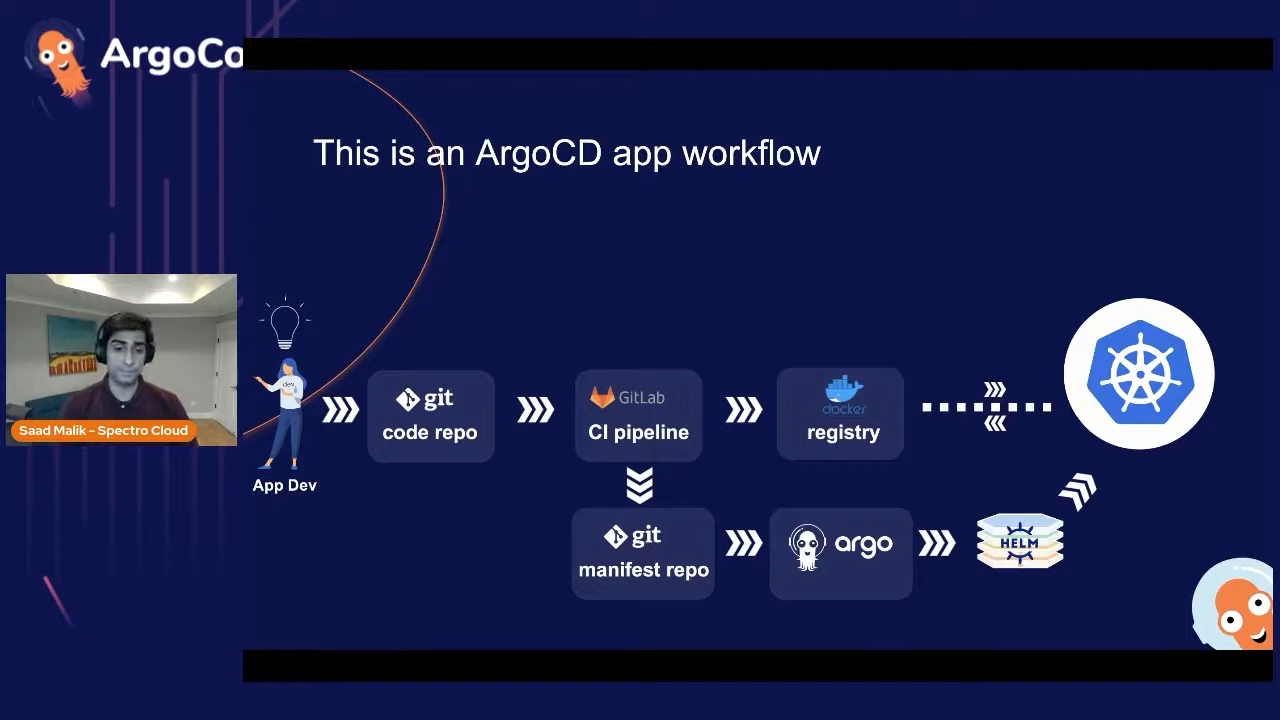 ArgoCo
This is an ArgoCD app workflow
dev
App Dev
git
code repo
GitLab
CI pipeline
docker
registry
git
manifest repo
argo
HELM
Saad Malik - Spectro Cloud